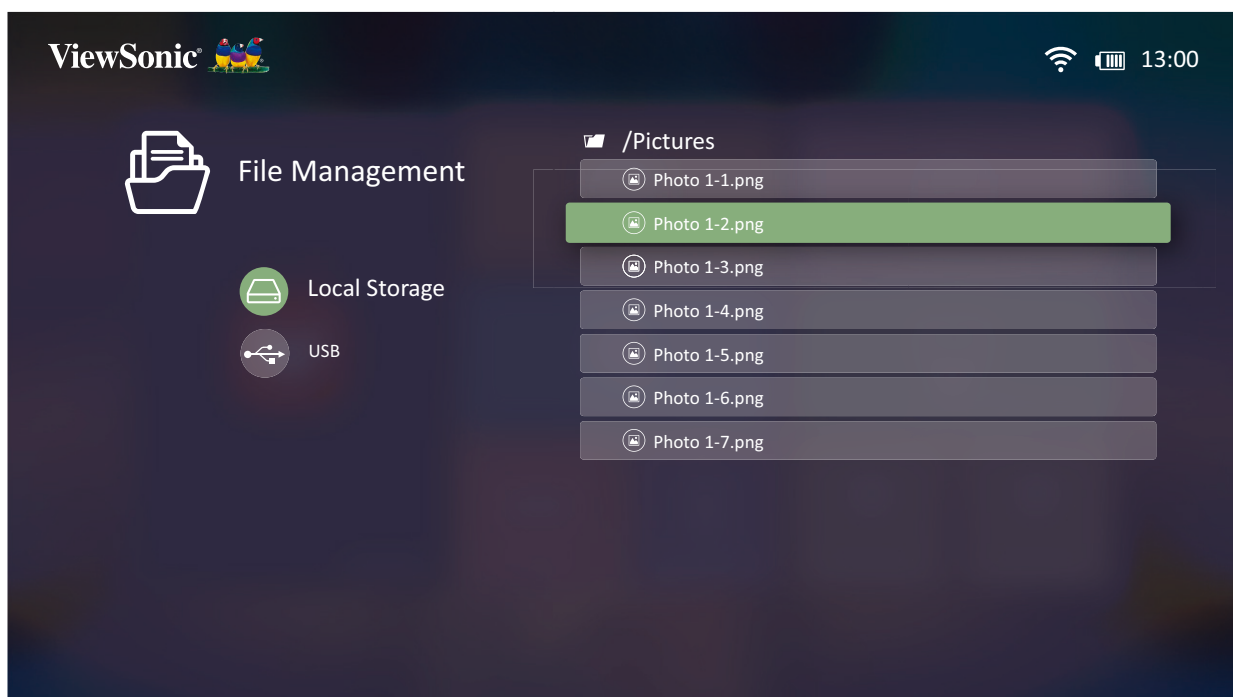 ViewSonic®
13:00
File Management
Local Storage
USB
/Pictures
Photo 1-1.png
Photo 1-2.png
Photo 1-3.png
Photo 1-4.png
Photo 1-5.png
Photo 1-6.png
Photo 1-7.png